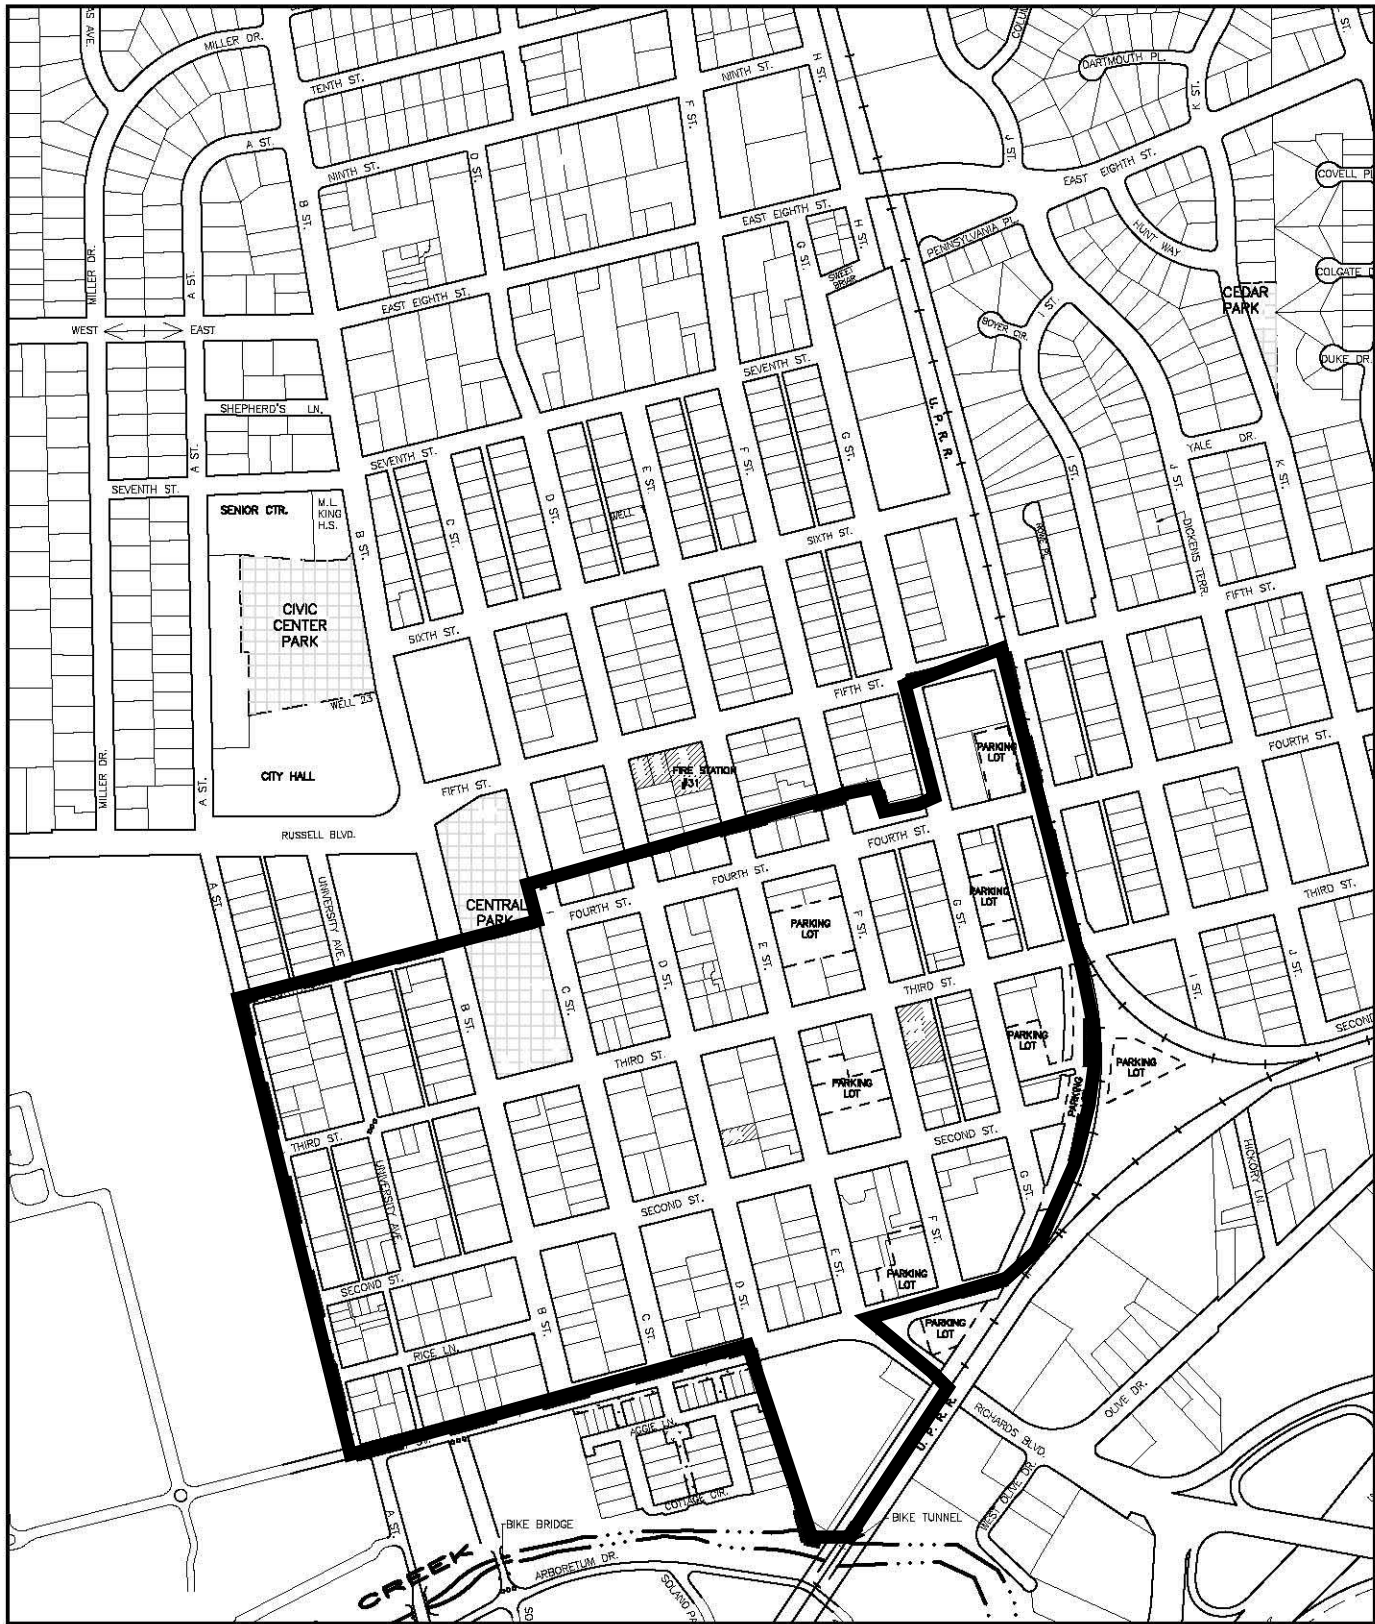 MILLER DR.
TENTH ST.
NINTH ST.
H ST.
F ST.
DARTMOUTH PL.
K ST.
J ST.
A ST.
NINTH ST.
D ST.
B ST.
EAST EIGHTH ST.
COVELL PL
EAST EIGHTH ST.
H ST.
G ST.
PENNSYLVANIA PL.
HUNT WAY
SWEET
BRIAR
MILLER DR.
A ST.
EAST EIGHTH ST.
COLGATE D
CEDAR
PARK
I ST.
BOYER CIR.
WEST
EAST
DUKE DR.
SEVENTH ST.
SHEPHERD'S LN.
U. P. R. R.
G ST.
F ST.
E ST.
A ST.
SEVENTH ST.
I ST.
YALE DR.
J ST.
K ST.
SEVENTH ST.
SENIOR CTR.
M.L.
KING
H.S.
D ST.
WELL
C ST.
B ST.
SIXTH ST.
DICKENS TERR.
FIFTH ST.
CIVIC
CENTER
PARK
SIXTH ST.
WELL 23
FIFTH ST.
FOURTH ST.
PARKING
LOT
MILLER DR.
A ST.
CITY HALL
FIRE STATION
#31
FIFTH ST.
RUSSELL BLVD.
FOURTH ST.
FOURTH ST.
A ST.
UNIVERSITY AVE.
CENTRAL
PARK
FOURTH ST.
PARKING
LOT
THIRD ST.
PARKING
LOT
F ST.
G ST.
E ST.
D ST.
I ST.
J ST.
THIRD ST.
B ST.
C ST.
SECOND
PARKING
LOT
PARKING
LOT
THIRD ST.
PARKING
LOT
PARKING
THIRD ST.
SECOND ST.
HICKORY LN
UNIVERSITY AVE.
G ST.
SECOND ST.
F ST.
E ST.
SECOND ST.
PARKING
LOT
D ST.
B ST.
C ST.
PARKING
LOT
RICE LN.
OLIVE DR.
RICHARDS BLVD.
U. P. R. R.
AGGIE LN.
COTTAGE CIR.
WEST OLIVE DR.
A ST.
BIKE BRIDGE
BIKE TUNNEL
CREEK
ARBORETUM DR.